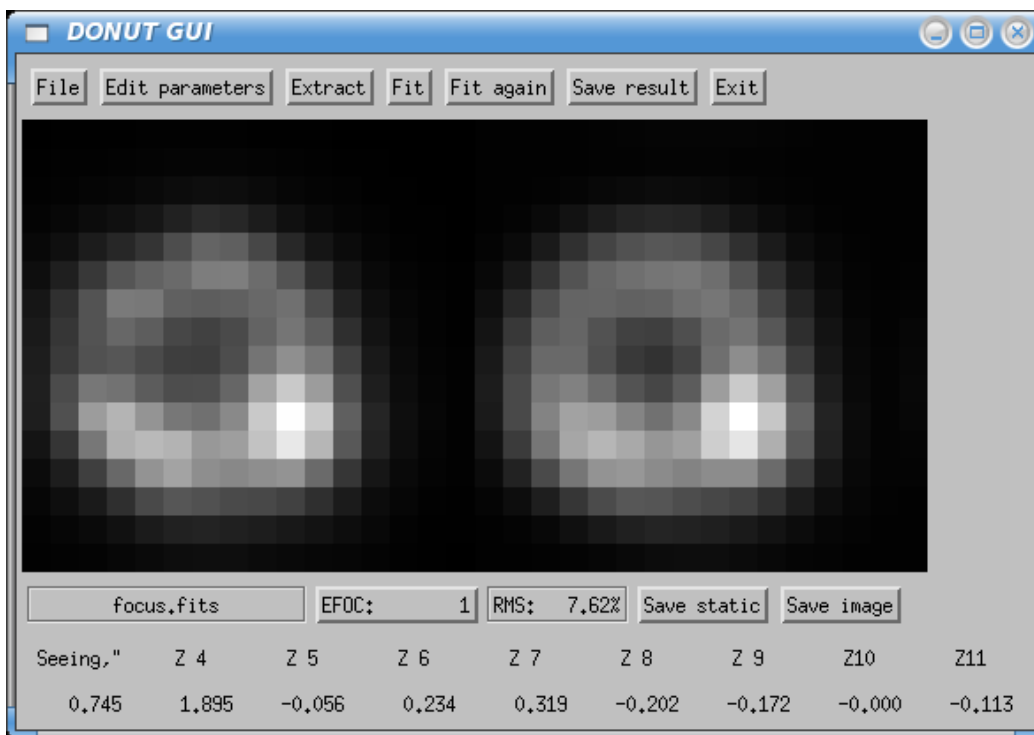 DONUT GUI
File Edit parameters Extract Fit Fit again Save result Exit
focus.fits EFOC: 1 RMS: 7.62% Save static Save image
Seeing," Z 4 Z 5 Z 6 Z 7 Z 8 Z 9 Z10 Z11
0.745 1.895 -0.056 0.234 0.319 -0.202 -0.172 -0.000 -0.113